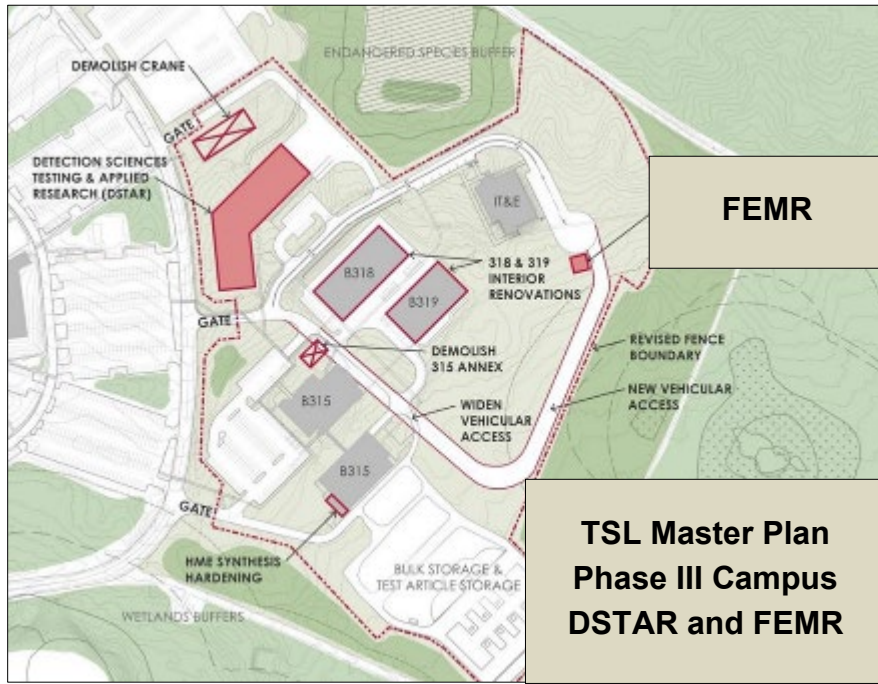 ENDANGERED SPECIES BUFFER
DEMOLISH CRANE
GATE
DETECTION SCIENCES
TESTING & APPLIED
RESEARCH (DSTAR)
IT&E
FEMR
B318
318 & 319
INTERIOR
RENOVATIONS
B319
GATE
DEMOLISH
315 ANNEX
REVISED FENCE
BOUNDARY
NEW VEHICULAR
ACCESS
B315
WIDEN
VEHICULAR
ACCESS
B315
GATE
HME SYNTHESIS
HARDENING
BULK STORAGE &
TEST ARTICLE STORAGE
WETLANDS BUFFERS
TSL Master Plan
Phase III Campus
DSTAR and FEMR